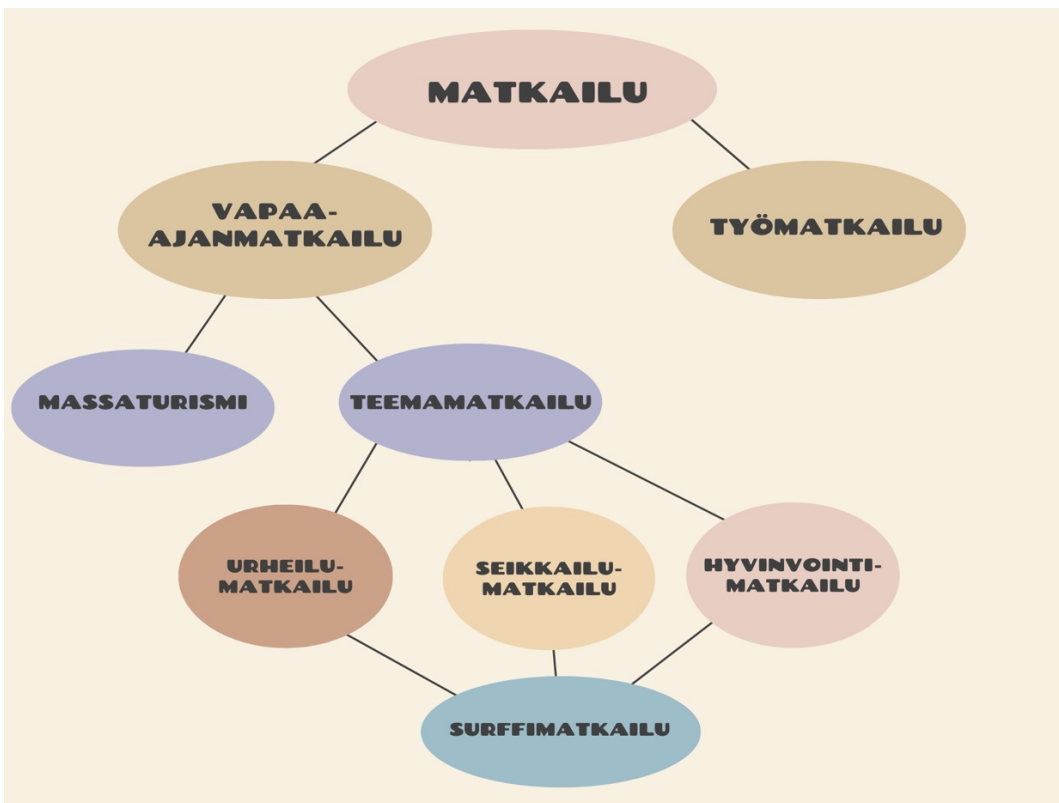 MATKAILU
VAPAA-
AJANMATKAILU
TYÖMATKAILU
MASSATURISMI
TEEMAMATKAILU
URHEILU-
MATKAILU
SEIKKAILU-
MATKAILU
HYVINVOINTI-
MATKAILU
SURFFIMATKAILU